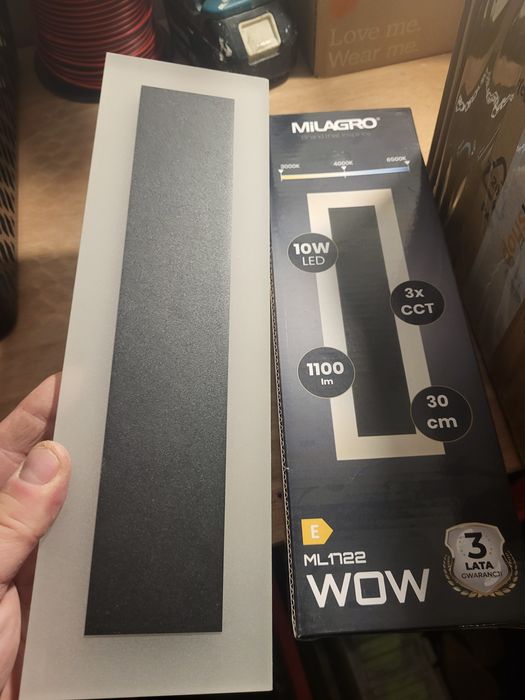 Love me.
Wear me.
MiLAGRO®
Brand that inspires
3000K 4000K 6500K
10W
LED
3x
CCT
1100
lm
30
cm
E
ML1722
WOW
3
LATA
GWARANCJI